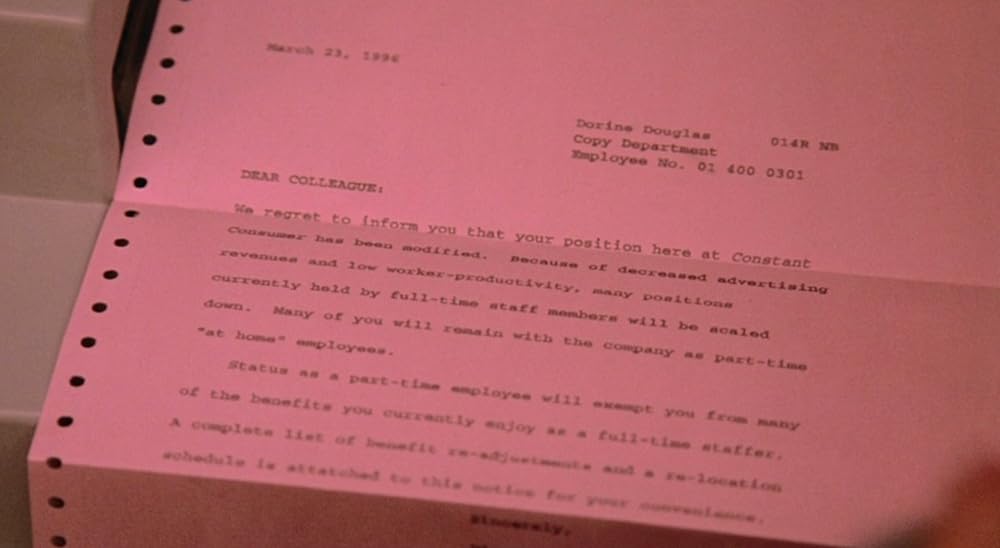 March 23, 1996
Dorine Douglas 014R NB
Copy Department
Employee No. 01 400 0301
DEAR COLLEAGUE:
We regret to inform you that your position here at Constant
Consumer has been modified. Because of decreased advertising
revenues and low worker-productivity, many positions
currently held by full-time staff members will be scaled
down. Many of you will remain with the company as part-time
"at home" employees.
Status as a part-time employee will exempt you from many
of the benefits you currently enjoy as a full-time staffer.
A complete list of benefit re-adjustments and a re-location
schedule is attatched to this notice for your convenience.
Sincerely,